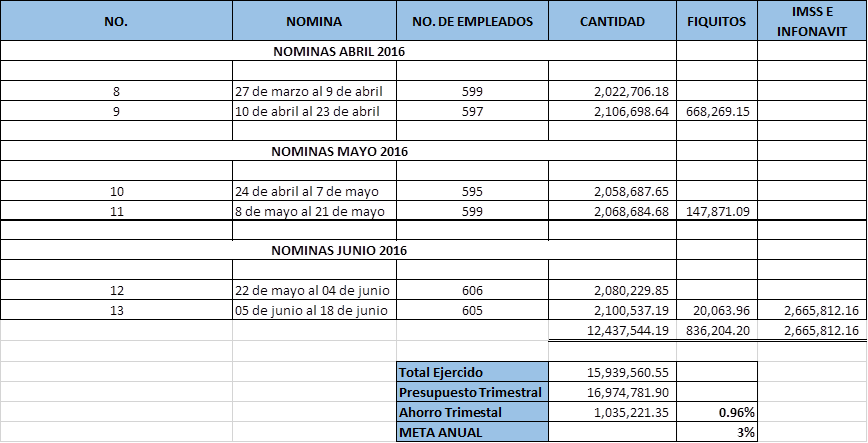 NO. NOMINA NO. DE EMPLEADOS CANTIDAD FIQUITOS IMSS E INFONAVIT
NOMINAS ABRIL 2016
8 27 de marzo al 9 de abril 599 2,022,706.18
9 10 de abril al 23 de abril 597 2,106,698.64 668,269.15
NOMINAS MAYO 2016
10 24 de abril al 7 de mayo 595 2,058,687.65
11 8 de mayo al 21 de mayo 599 2,068,684.68 147,871.09
NOMINAS JUNIO 2016
12 22 de mayo al 04 de junio 606 2,080,229.85
13 05 de junio al 18 de junio 605 2,100,537.19 20,063.96 2,665,812.16
12,437,544.19 836,204.20 2,665,812.16
Total Ejercido 15,939,560.55
Presupuesto Trimestral 16,974,781.90
Ahorro Trimestal 1,035,221.35 0.96%
META ANUAL 3%